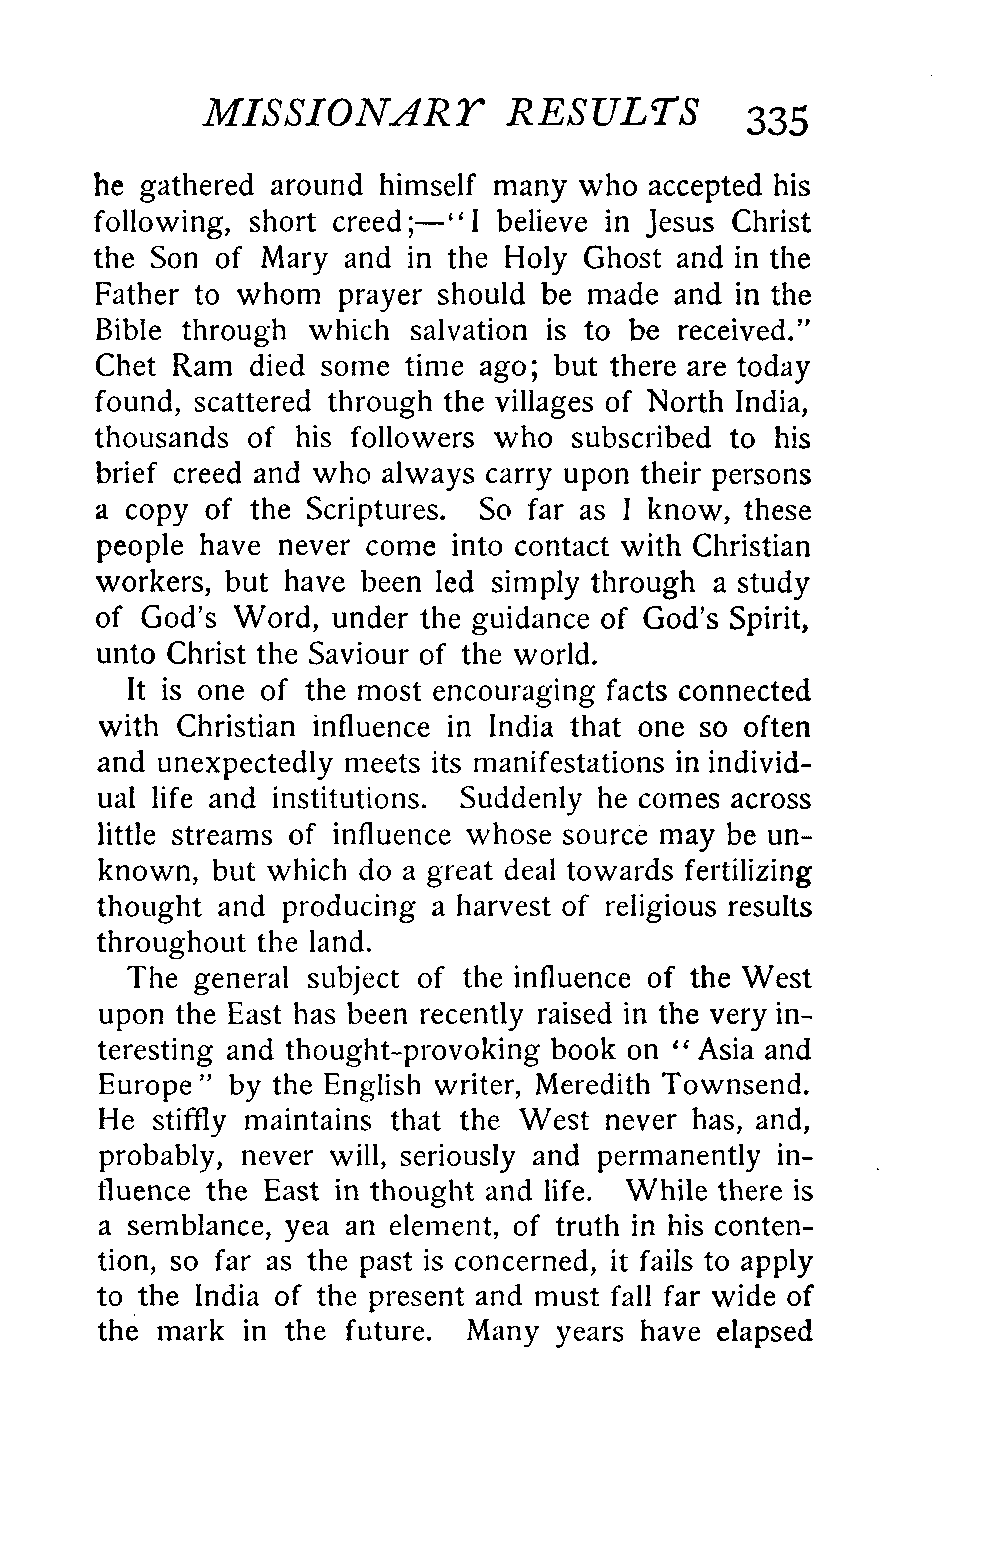 MISSIONARY RESULTS 335
he gathered around himself many who accepted his
following, short creed;—"I believe in Jesus Christ
the Son of Mary and in the Holy Ghost and in the
Father to whom prayer should be made and in the
Bible through which salvation is to be received."
Chet Ram died some time ago; but there are today
found, scattered through the villages of North India,
thousands of his followers who subscribed to his
brief creed and who always carry upon their persons
a copy of the Scriptures. So far as I know, these
people have never come into contact with Christian
workers, but have been led simply through a study
of God's Word, under the guidance of God's Spirit,
unto Christ the Saviour of the world.
It is one of the most encouraging facts connected
with Christian influence in India that one so often
and unexpectedly meets its manifestations in individ-
ual life and institutions. Suddenly he comes across
little streams of influence whose source may be un-
known, but which do a great deal towards fertilizing
thought and producing a harvest of religious results
throughout the land.
The general subject of the influence of the West
upon the East has been recently raised in the very in-
teresting and thought-provoking book on "Asia and
Europe" by the English writer, Meredith Townsend.
He stiffly maintains that the West never has, and,
probably, never will, seriously and permanently in-
fluence the East in thought and life. While there is
a semblance, yea an element, of truth in his conten-
tion, so far as the past is concerned, it fails to apply
to the India of the present and must fall far wide of
the mark in the future. Many years have elapsed